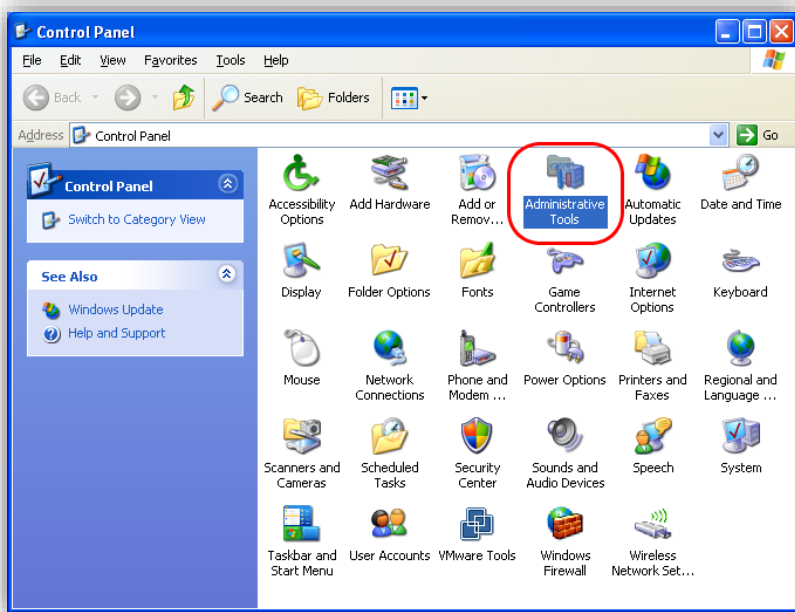 Control Panel
File Edit View Favorites Tools Help
Back Search Folders
Address Control Panel Go
Control Panel
Switch to Category View
See Also
Windows Update
Help and Support
Accessibility Options
Add Hardware
Add or Remov...
Administrative Tools
Automatic Updates
Date and Time
Display
Folder Options
Fonts
Game Controllers
Internet Options
Keyboard
Mouse
Network Connections
Phone and Modem ...
Power Options
Printers and Faxes
Regional and Language ...
Scanners and Cameras
Scheduled Tasks
Security Center
Sounds and Audio Devices
Speech
System
Taskbar and Start Menu
User Accounts
VMware Tools
Windows Firewall
Wireless Network Set...